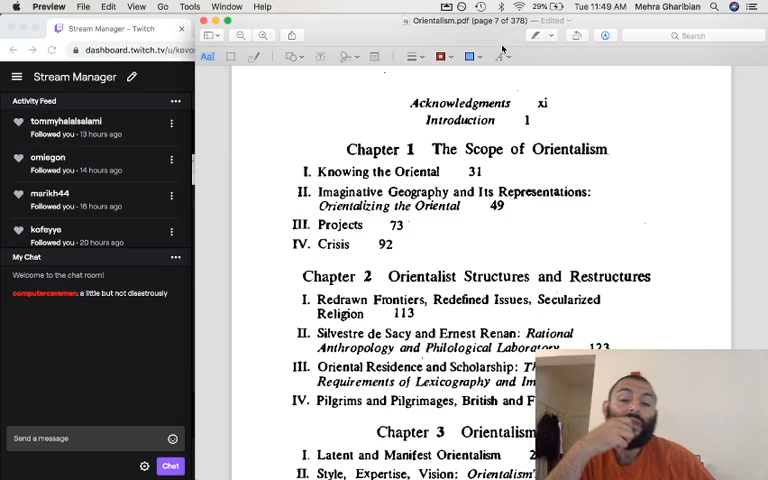 Preview File Edit View Go Tools Window Help
29% Tue 11:49 AM Mehra Gharibian
Stream Manager - Twitch
dashboard.twitch.tv/u/kevo
Stream Manager
Activity Feed
tommyhalalsalami
Followed you · 13 hours ago
omiegon
Followed you · 14 hours ago
marikh44
Followed you · 16 hours ago
kofeyye
Followed you · 20 hours ago
My Chat
Welcome to the chat room!
computercavemen: a little but not disastrously
Send a message
Chat
Orientalism.pdf (page 7 of 378) — Edited
Search
Acknowledgments xi
Introduction 1
Chapter 1 The Scope of Orientalism
I. Knowing the Oriental 31
II. Imaginative Geography and Its Representations:
Orientalizing the Oriental 49
III. Projects 73
IV. Crisis 92
Chapter 2 Orientalist Structures and Restructures
I. Redrawn Frontiers, Redefined Issues, Secularized
Religion 113
II. Silvestre de Sacy and Ernest Renan: Rational
Anthropology and Philological Laboratory 123
III. Oriental Residence and Scholarship:
Requirements of Lexicography and
IV. Pilgrims and Pilgrimages, British and
Chapter 3 Orientalism
I. Latent and Manifest Orientalism
II. Style, Expertise, Vision: Orientalism's